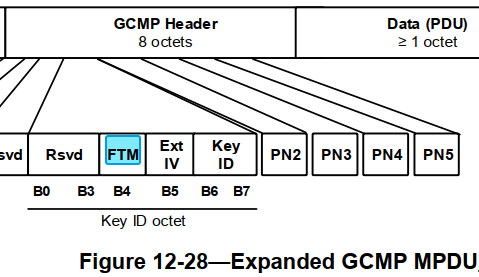 GCMP Header
8 octets
Data (PDU)
≥ 1 octet
svd
Rsvd
FTM
Ext
IV
Key
ID
PN2
PN3
PN4
PN5
B0
B3
B4
B5
B6
B7
Key ID octet
Figure 12-28—Expanded GCMP MPDU